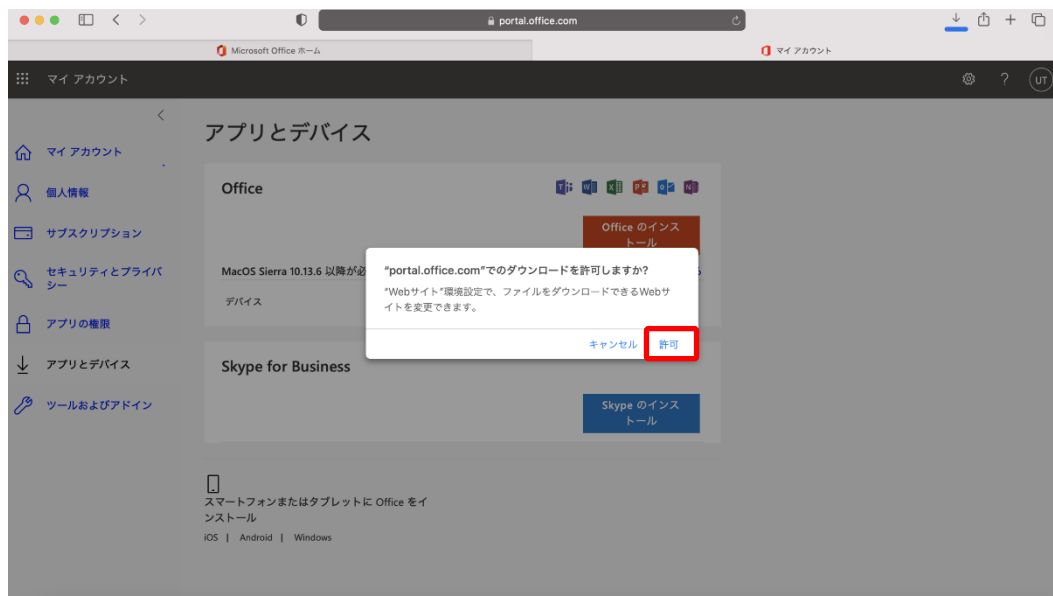 portal.office.com
Microsoft Office ホーム
マイ アカウント
マイ アカウント
?
UT
アプリとデバイス
マイ アカウント
個人情報
サブスクリプション
セキュリティとプライバ
シー
アプリの権限
アプリとデバイス
ツールおよびアドイン
Office
Office のインス
トール
MacOS Sierra 10.13.6 以降が必
デバイス
"portal.office.com"でのダウンロードを許可しますか?
"Webサイト"環境設定で、ファイルをダウンロードできるWebサ
イトを変更できます。
キャンセル
許可
Skype for Business
Skype のインス
トール
スマートフォンまたはタブレットに Office をイ
ンストール
iOS | Android | Windows